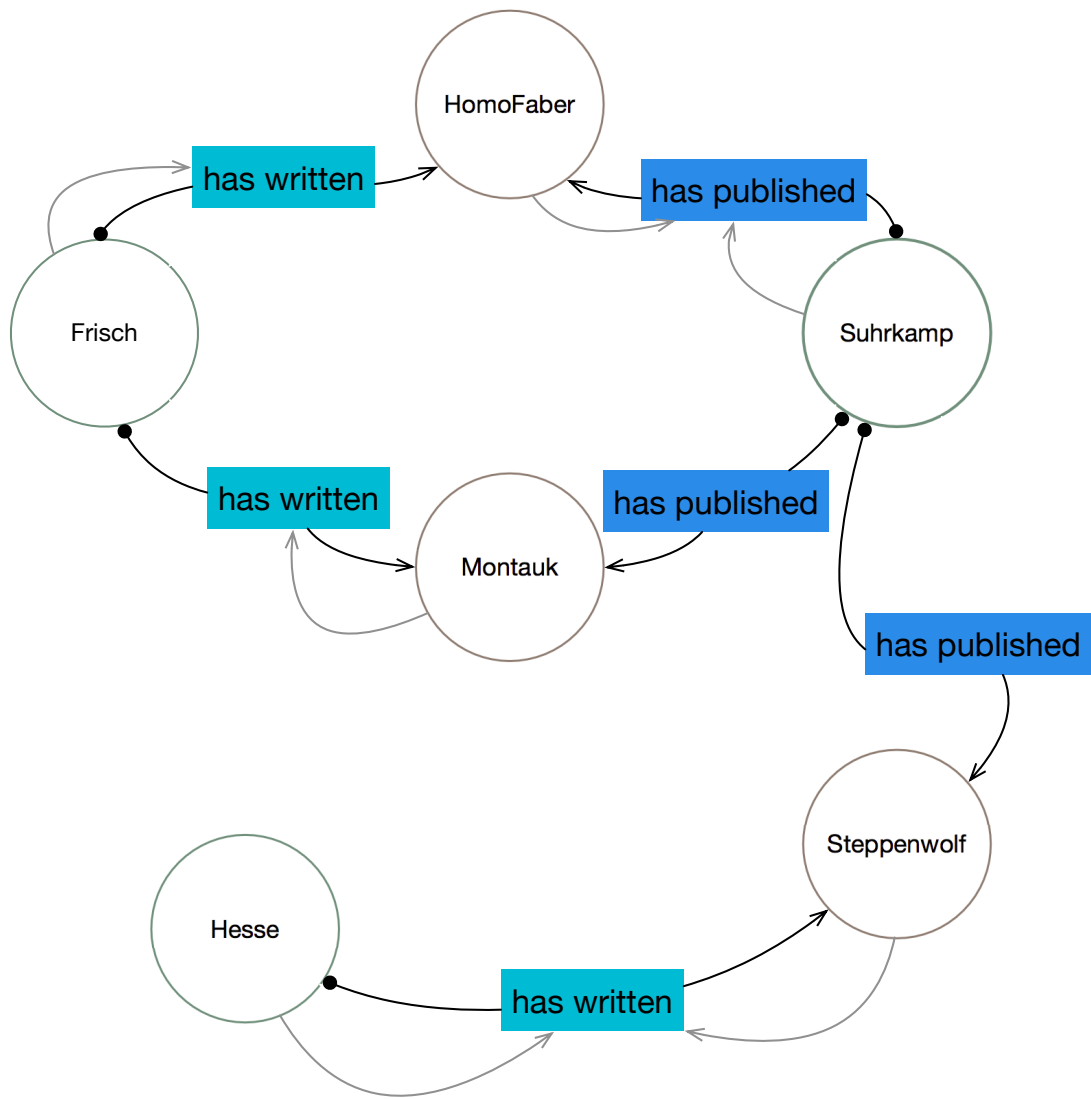 HomoFaber
has written
has published
Frisch
Suhrkamp
has written
has published
Montauk
has published
Steppenwolf
Hesse
has written